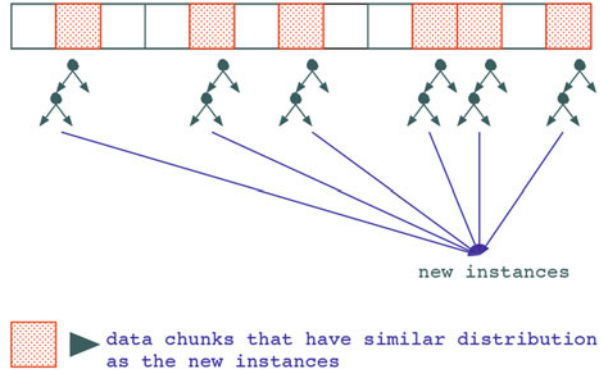 new instances
data chunks that have similar distribution
as the new instances